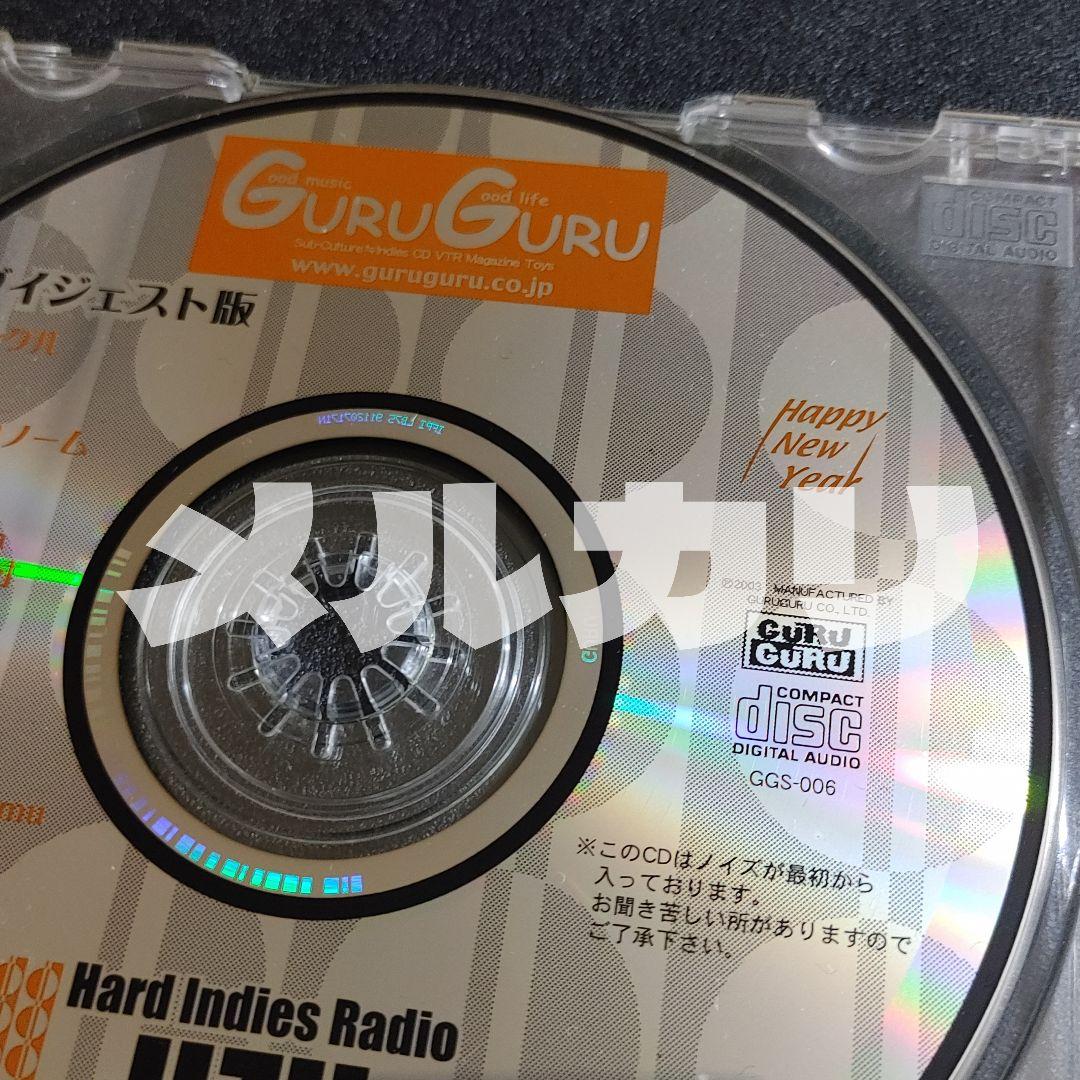 Good music Good life
GURUGURU
Sub-Culture Indies CD VTR Magazine Toys
www.guruguru.co.jp
COMPACT
disc
DIGITAL AUDIO
ダイジェスト版
ノーム
Happy
New
Year
メルカリ
MANUFACTURED BY
GURUGURU CO., LTD.
GURU
GURU
COMPACT
disc
DIGITAL AUDIO
GGS-006
※このCDはノイズが最初から
入っております。
お聞き苦しい所がありますので
ご了承下さい。
Hard Indies Radio